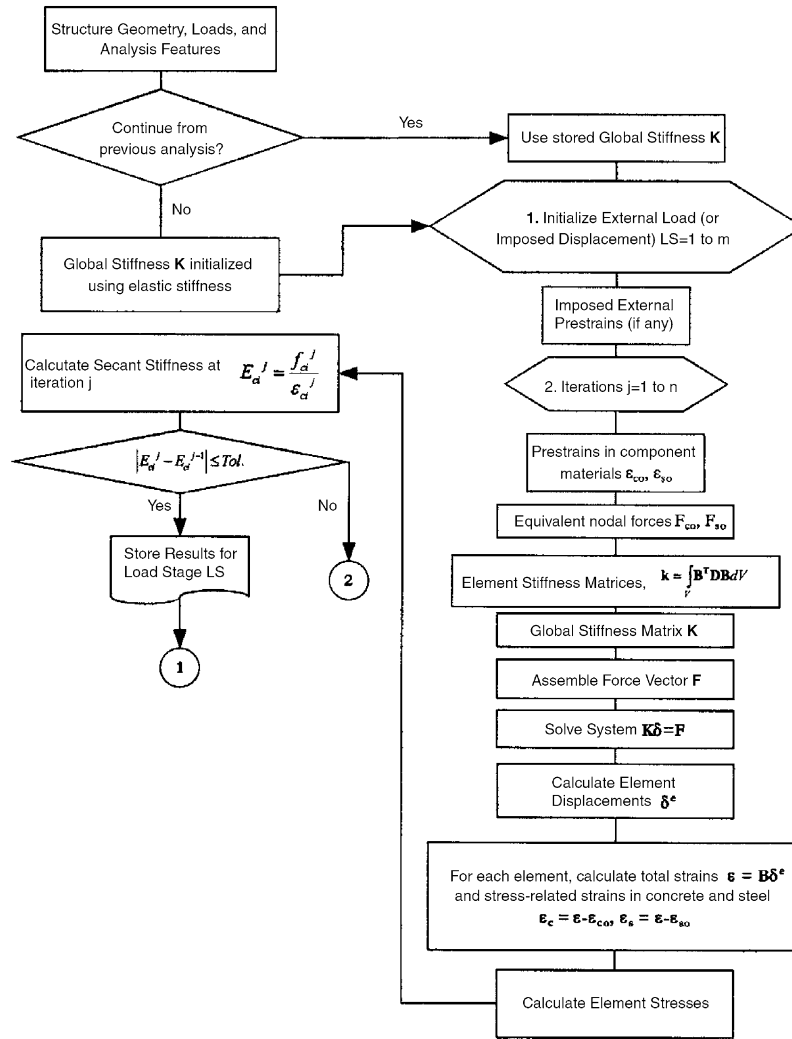 Structure Geometry, Loads, and
Analysis Features
Continue from
previous analysis?
Yes
Use stored Global Stiffness K
No
1. Initialize External Load (or
Imposed Displacement) LS=1 to m
Global Stiffness K initialized
using elastic stiffness
Imposed External
Prestrains (if any)
Calcutate Secant Stiffness at
iteration j
E_ci^j = f_ci^j / ε_ci^j
2. Iterations j=1 to n
|E_ci^j − E_ci^j-1| ≤ Tol.
Yes
No
Prestrains in component
materials ε_co, ε_so
Store Results for
Load Stage LS
2
1
Equivalent nodal forces F_co, F_so
Element Stiffness Matrices, k = ∫_V B^T DB dV
Global Stiffness Matrix K
Assemble Force Vector F
Solve System Kδ=F
Calculate Element
Displacements δ^e
For each element, calculate total strains ε = Bδ^e
and stress-related strains in concrete and steel
ε_c = ε-ε_co, ε_s = ε-ε_so
Calculate Element Stresses